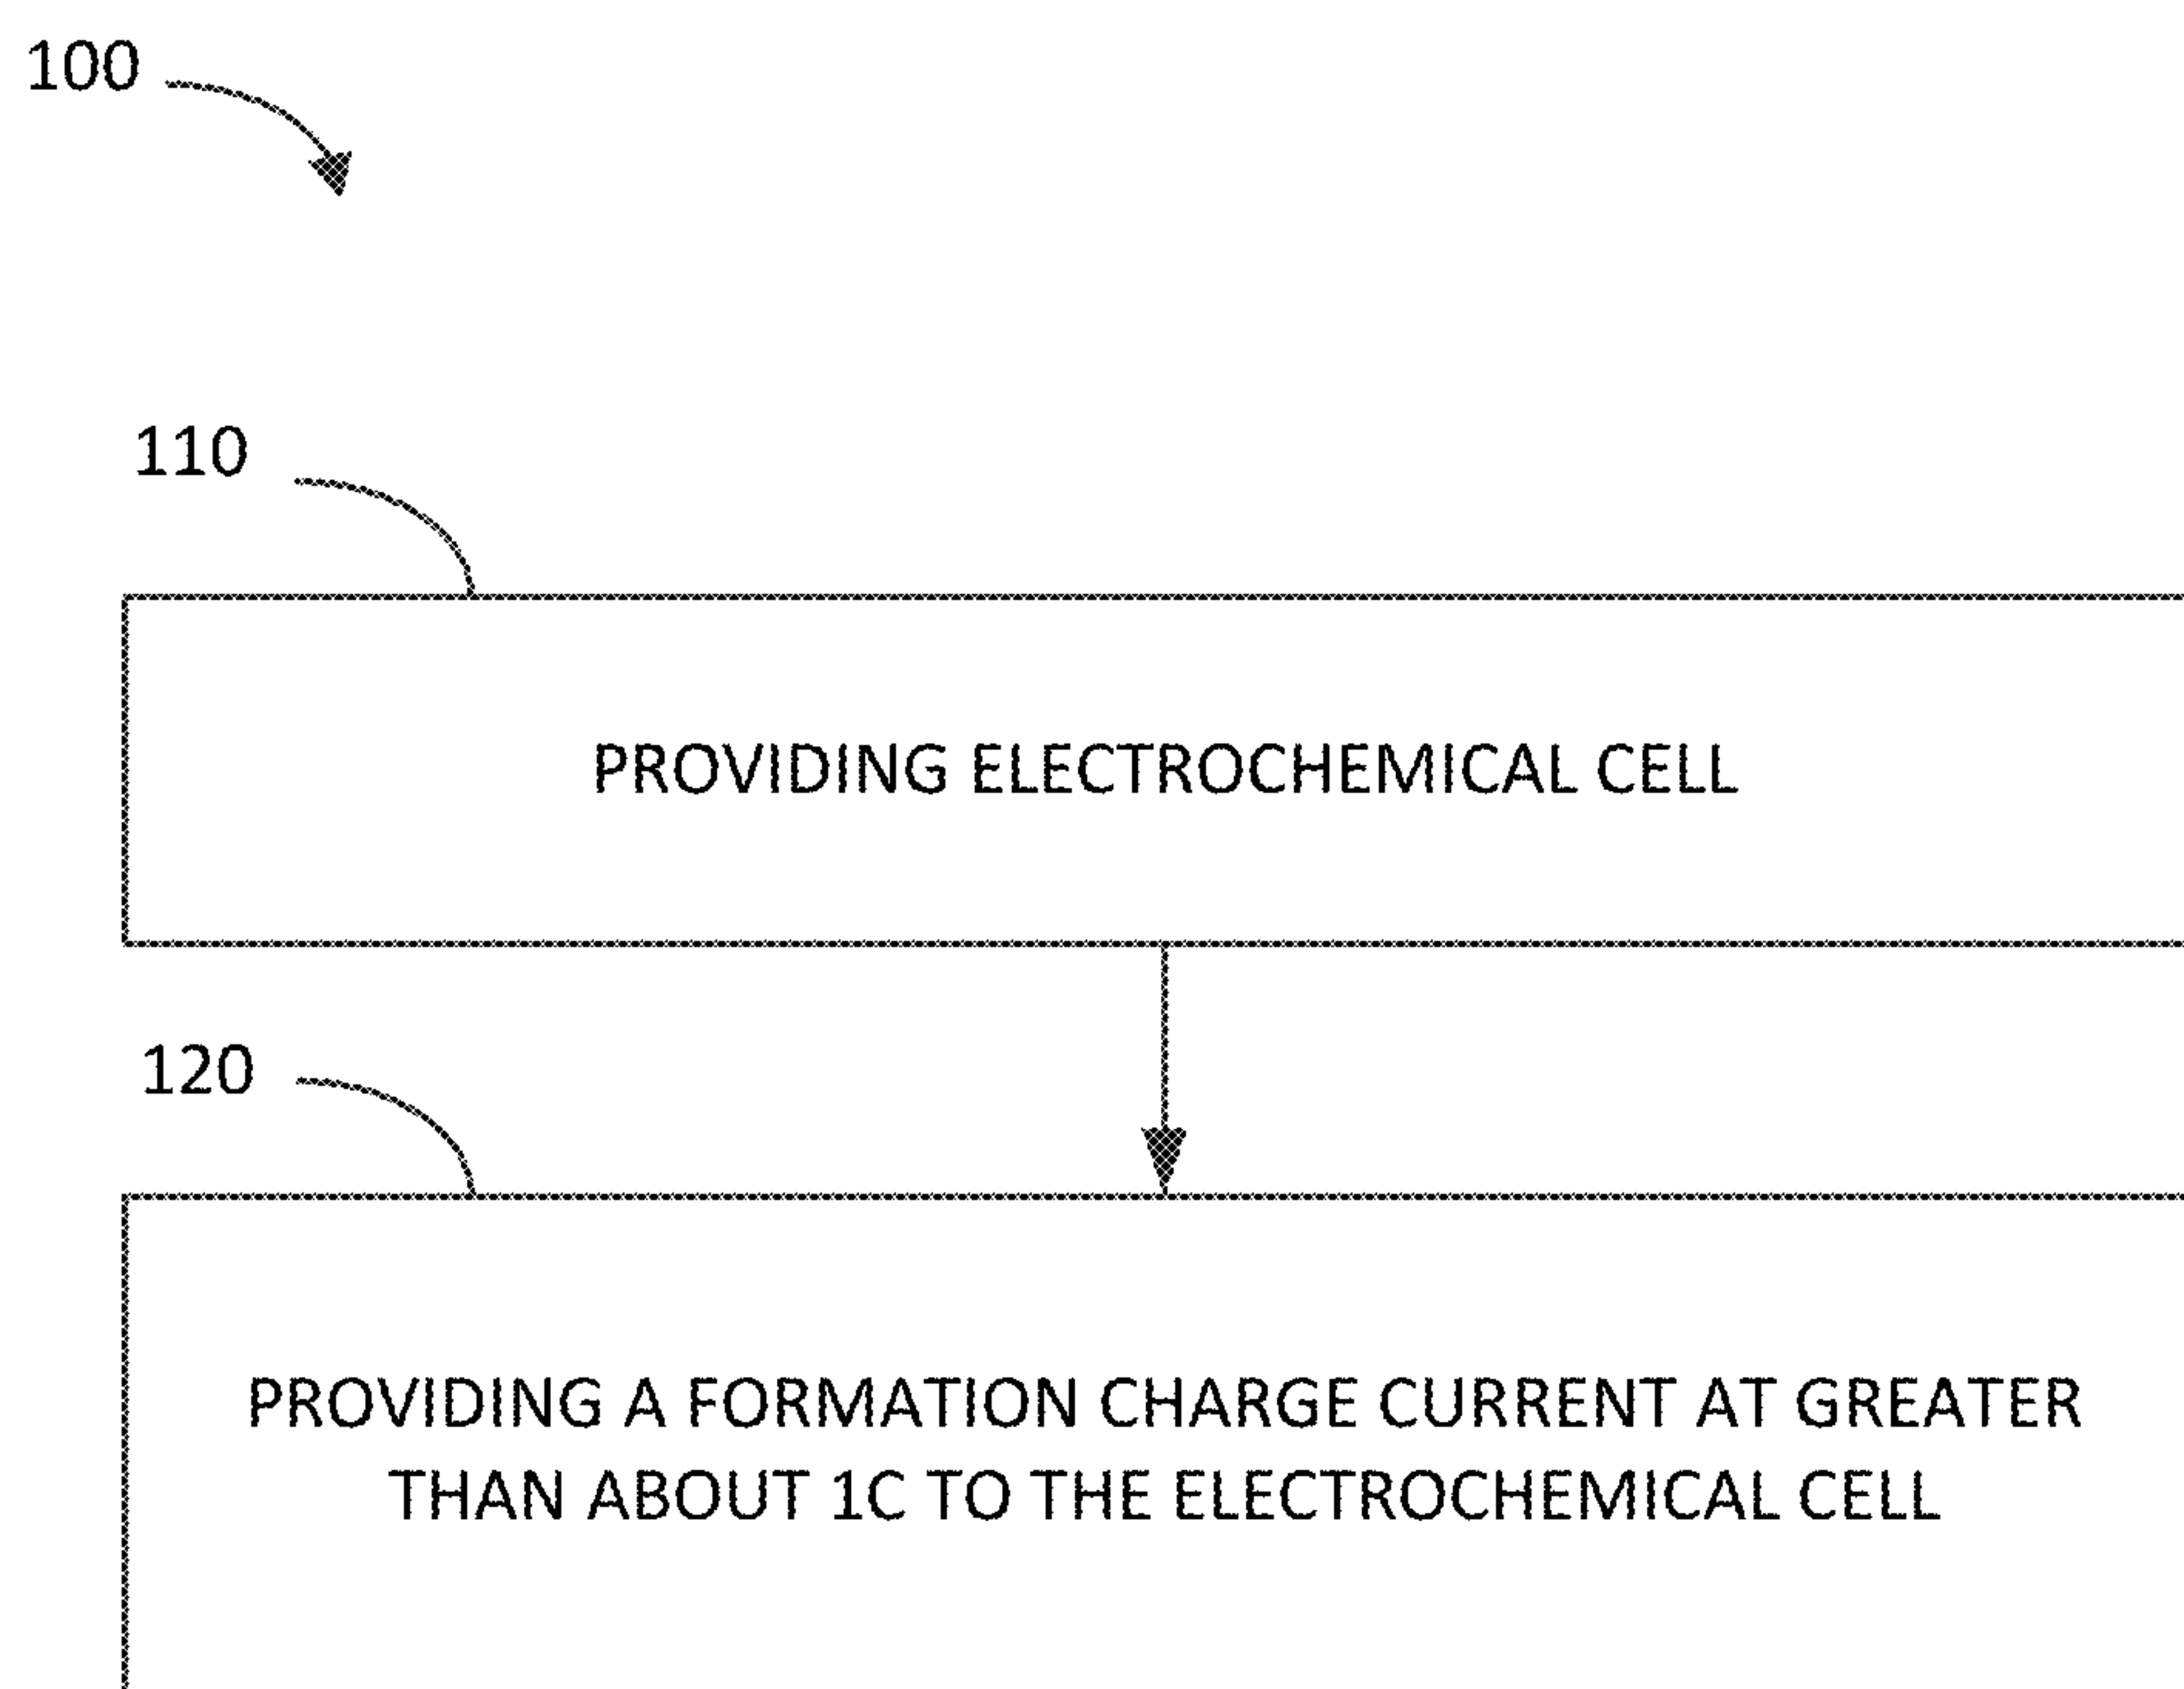 100
110
PROVIDING ELECTROCHEMICAL CELL
120
PROVIDING A FORMATION CHARGE CURRENT AT GREATER
THAN ABOUT 1C TO THE ELECTROCHEMICAL CELL